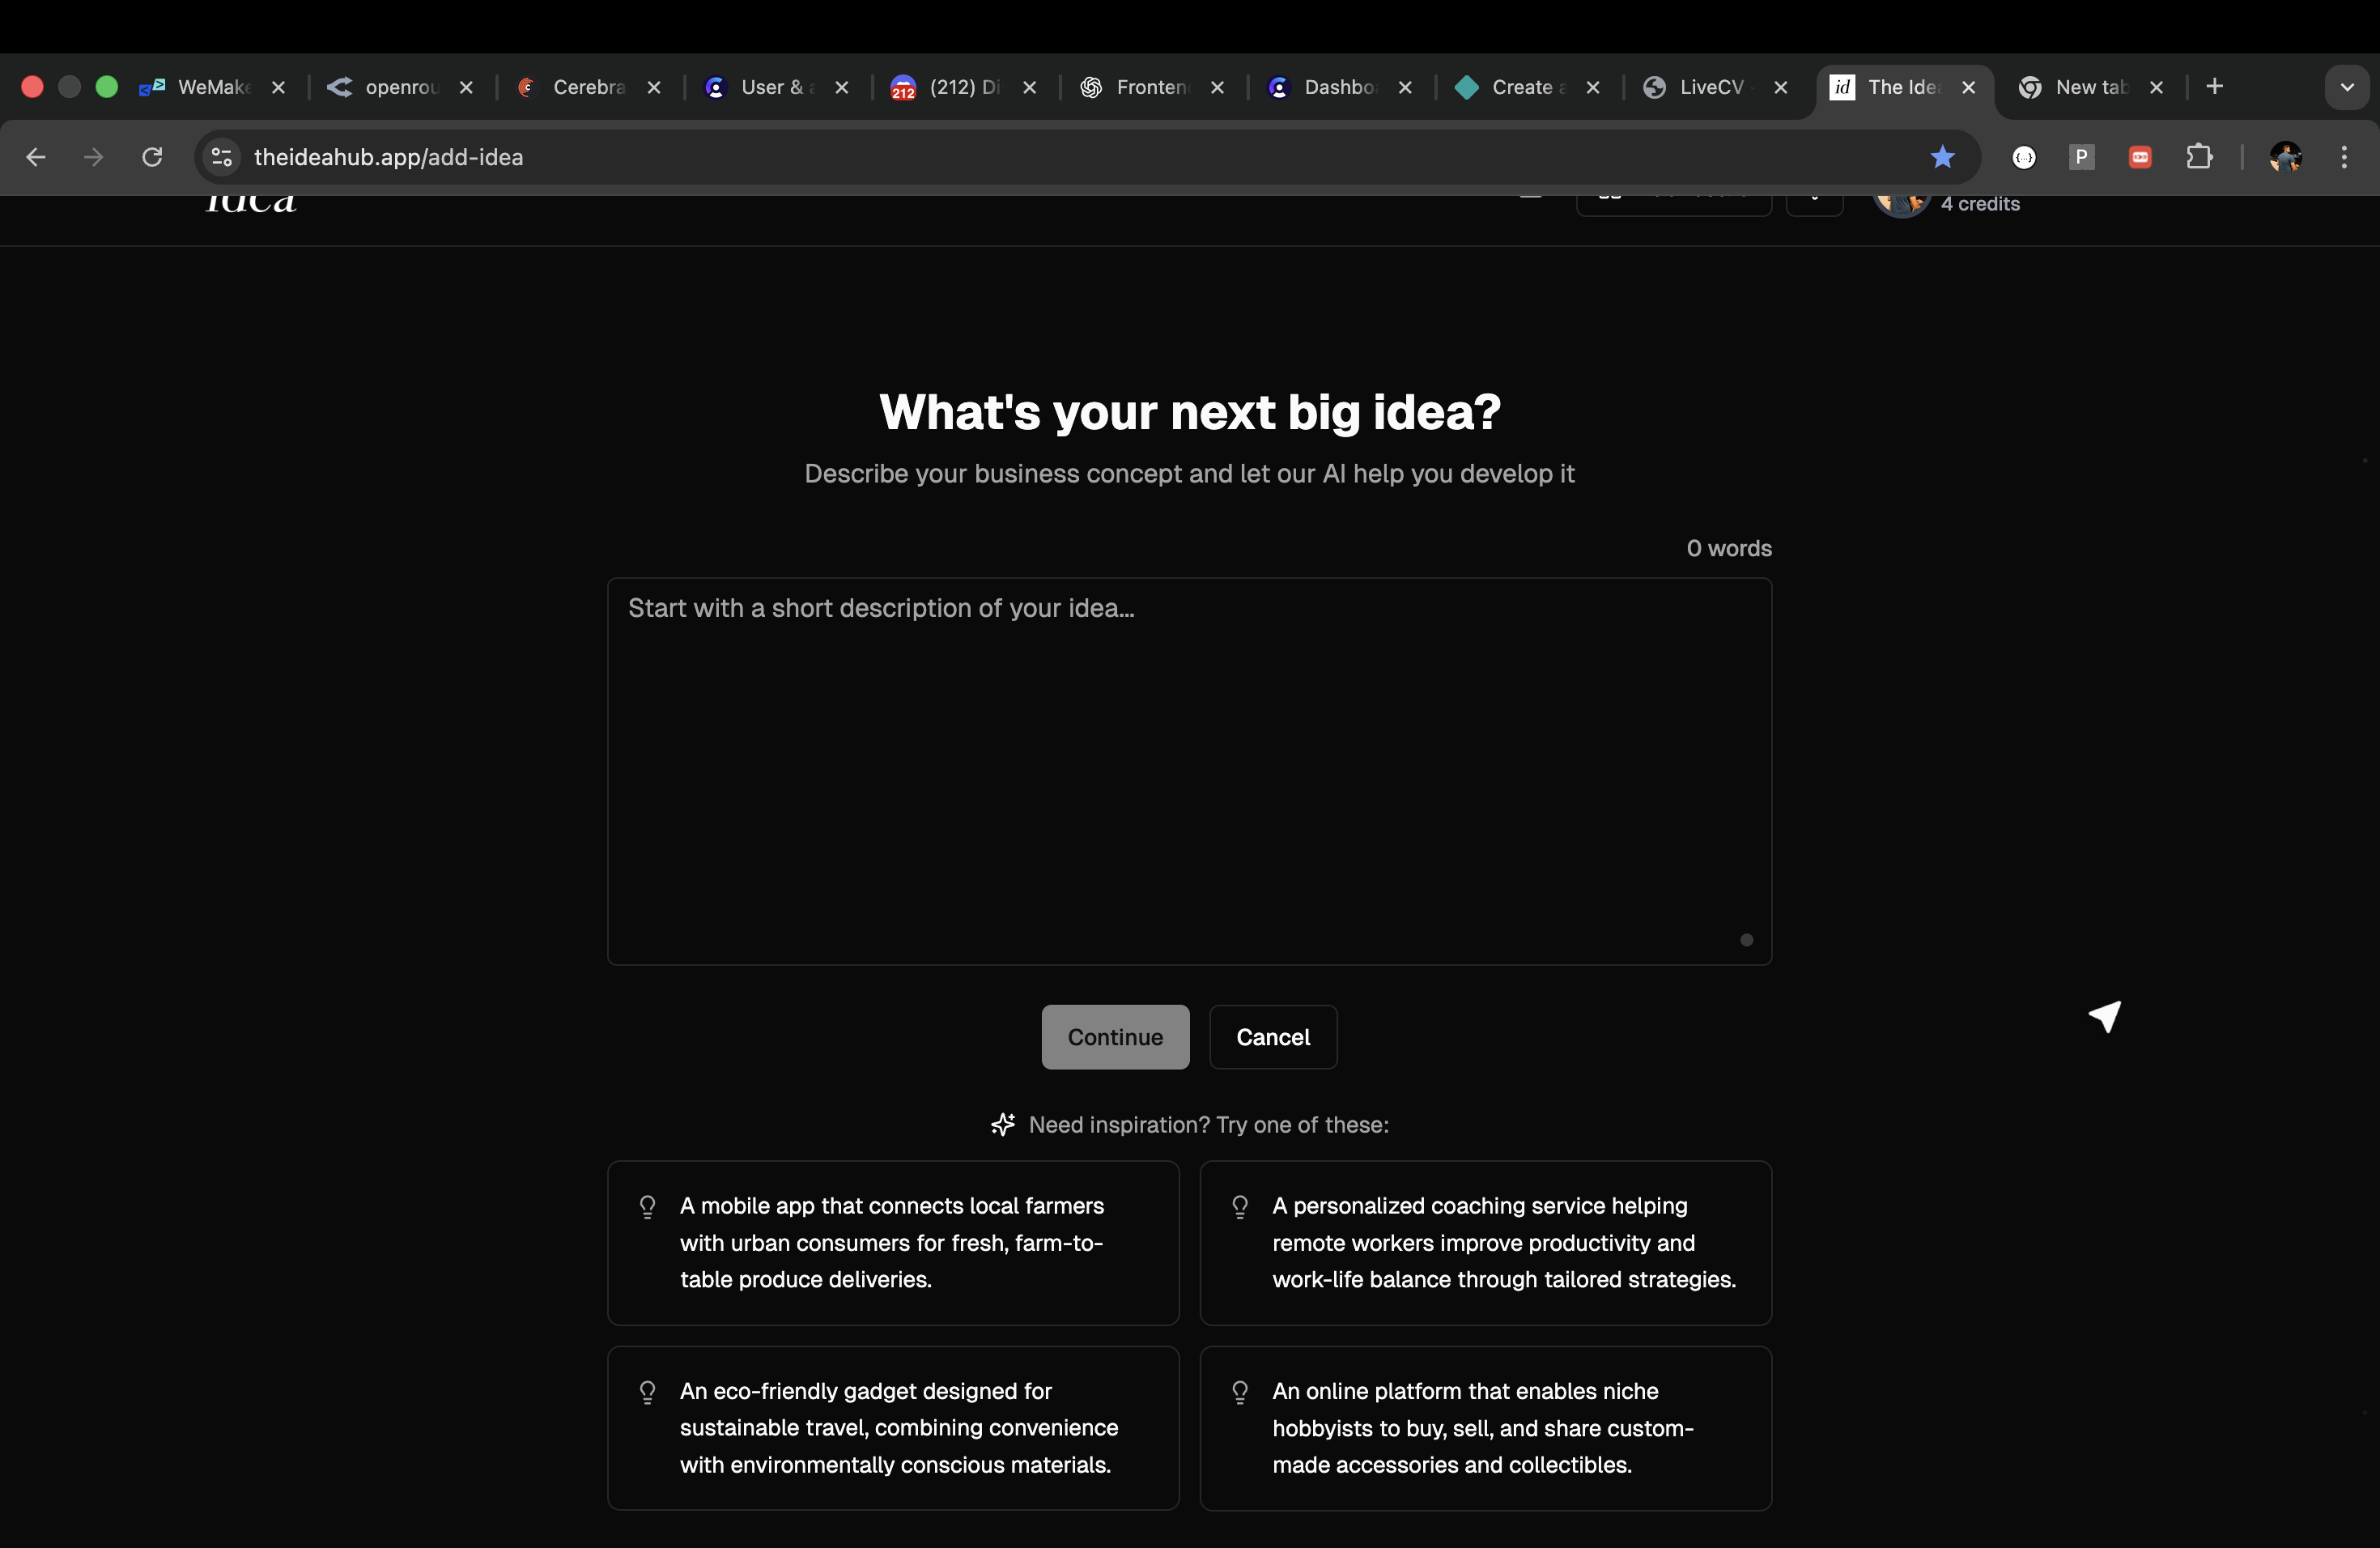 WeMake
openrou
Cerebra
User & a
(212) Di
Frontend
Dashbo
Create a
LiveCV -
The Idea
New tab
theideahub.app/add-idea
idea
4 credits
What's your next big idea?
Describe your business concept and let our AI help you develop it
0 words
Start with a short description of your idea...
Continue
Cancel
Need inspiration? Try one of these:
A mobile app that connects local farmers
with urban consumers for fresh, farm-to-
table produce deliveries.
A personalized coaching service helping
remote workers improve productivity and
work-life balance through tailored strategies.
An eco-friendly gadget designed for
sustainable travel, combining convenience
with environmentally conscious materials.
An online platform that enables niche
hobbyists to buy, sell, and share custom-
made accessories and collectibles.